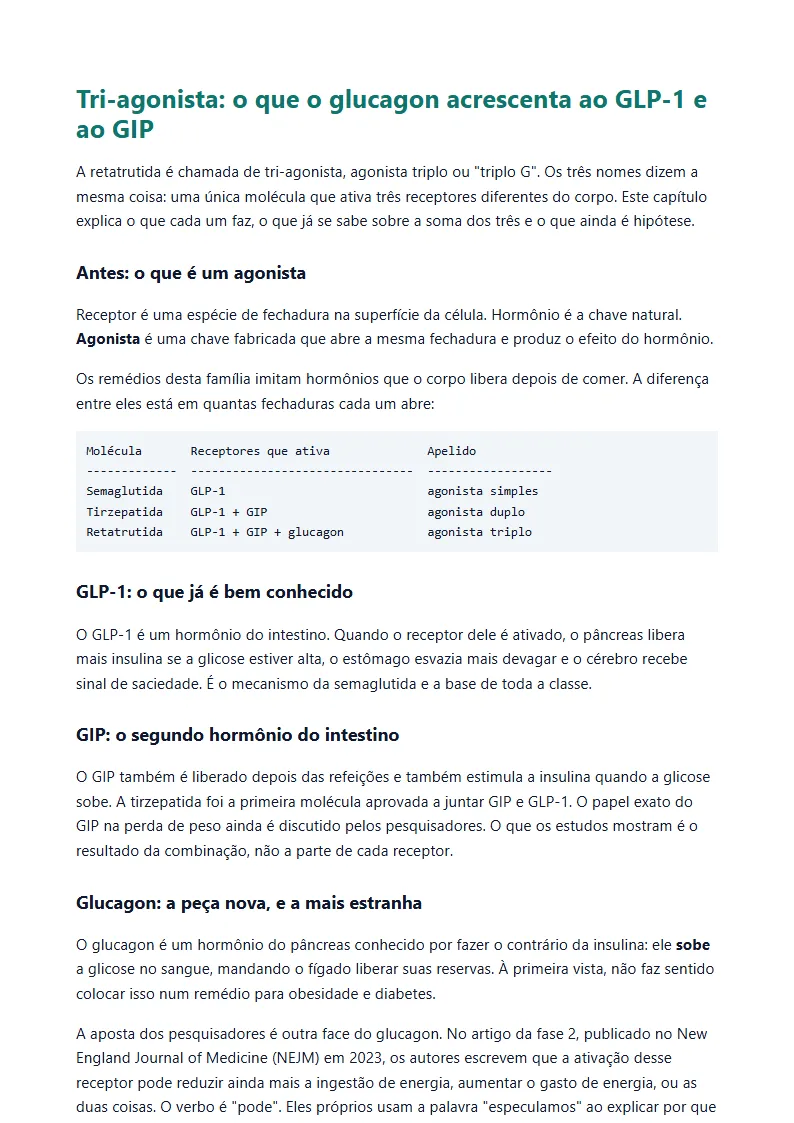 Tri-agonista: o que o glucagon acrescenta ao GLP-1 e
ao GIP
A retatrutida é chamada de tri-agonista, agonista triplo ou "triplo G". Os três nomes dizem a
mesma coisa: uma única molécula que ativa três receptores diferentes do corpo. Este capítulo
explica o que cada um faz, o que já se sabe sobre a soma dos três e o que ainda é hipótese.
Antes: o que é um agonista
Receptor é uma espécie de fechadura na superfície da célula. Hormônio é a chave natural.
Agonista é uma chave fabricada que abre a mesma fechadura e produz o efeito do hormônio.
Os remédios desta família imitam hormônios que o corpo libera depois de comer. A diferença
entre eles está em quantas fechaduras cada um abre:
Molécula Receptores que ativa Apelido
------------- -------------------------------- ------------------
Semaglutida GLP-1 agonista simples
Tirzepatida GLP-1 + GIP agonista duplo
Retatrutida GLP-1 + GIP + glucagon agonista triplo
GLP-1: o que já é bem conhecido
O GLP-1 é um hormônio do intestino. Quando o receptor dele é ativado, o pâncreas libera
mais insulina se a glicose estiver alta, o estômago esvazia mais devagar e o cérebro recebe
sinal de saciedade. É o mecanismo da semaglutida e a base de toda a classe.
GIP: o segundo hormônio do intestino
O GIP também é liberado depois das refeições e também estimula a insulina quando a glicose
sobe. A tirzepatida foi a primeira molécula aprovada a juntar GIP e GLP-1. O papel exato do
GIP na perda de peso ainda é discutido pelos pesquisadores. O que os estudos mostram é o
resultado da combinação, não a parte de cada receptor.
Glucagon: a peça nova, e a mais estranha
O glucagon é um hormônio do pâncreas conhecido por fazer o contrário da insulina: ele sobe
a glicose no sangue, mandando o fígado liberar suas reservas. À primeira vista, não faz sentido
colocar isso num remédio para obesidade e diabetes.
A aposta dos pesquisadores é outra face do glucagon. No artigo da fase 2, publicado no New
England Journal of Medicine (NEJM) em 2023, os autores escrevem que a ativação desse
receptor pode reduzir ainda mais a ingestão de energia, aumentar o gasto de energia, ou as
duas coisas. O verbo é "pode". Eles próprios usam a palavra "especulamos" ao explicar por que